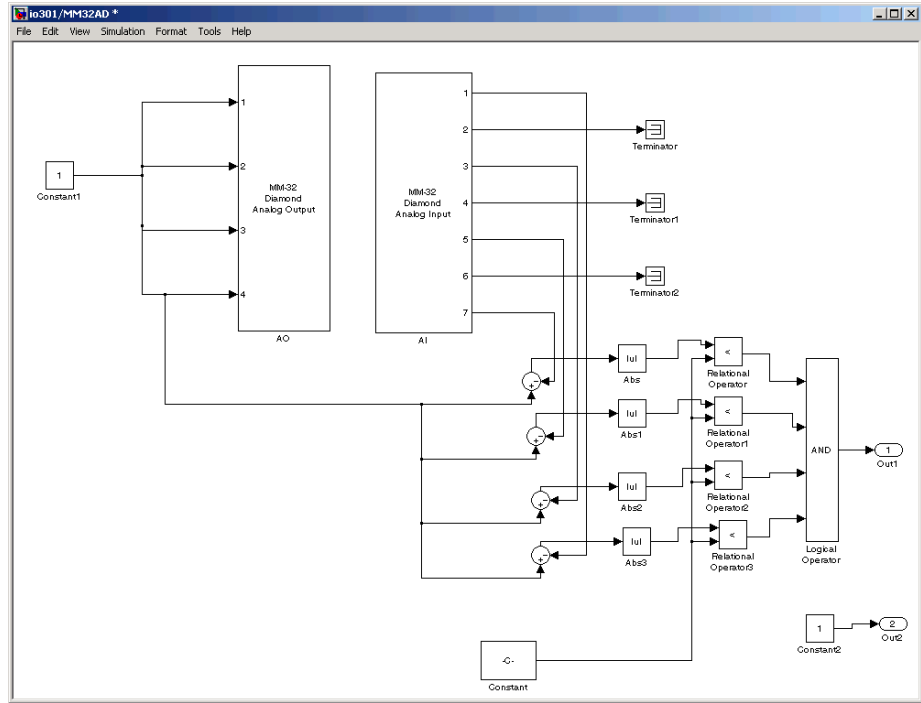 io301/MM32AD *
File Edit View Simulation Format Tools Help
1
Constant1
1
2
3
4
MM-32
Diamond
Analog Output
AO
MM-32
Diamond
Analog Input
1
2
3
4
5
6
7
AI
Terminator
Terminator1
Terminator2
|u|
Abs
|u|
Abs1
|u|
Abs2
|u|
Abs3
<
Relational
Operator
<
Relational
Operator1
<
Relational
Operator2
<
Relational
Operator3
AND
Logical
Operator
1
Out1
1
Constant2
2
Out2
-C-
Constant